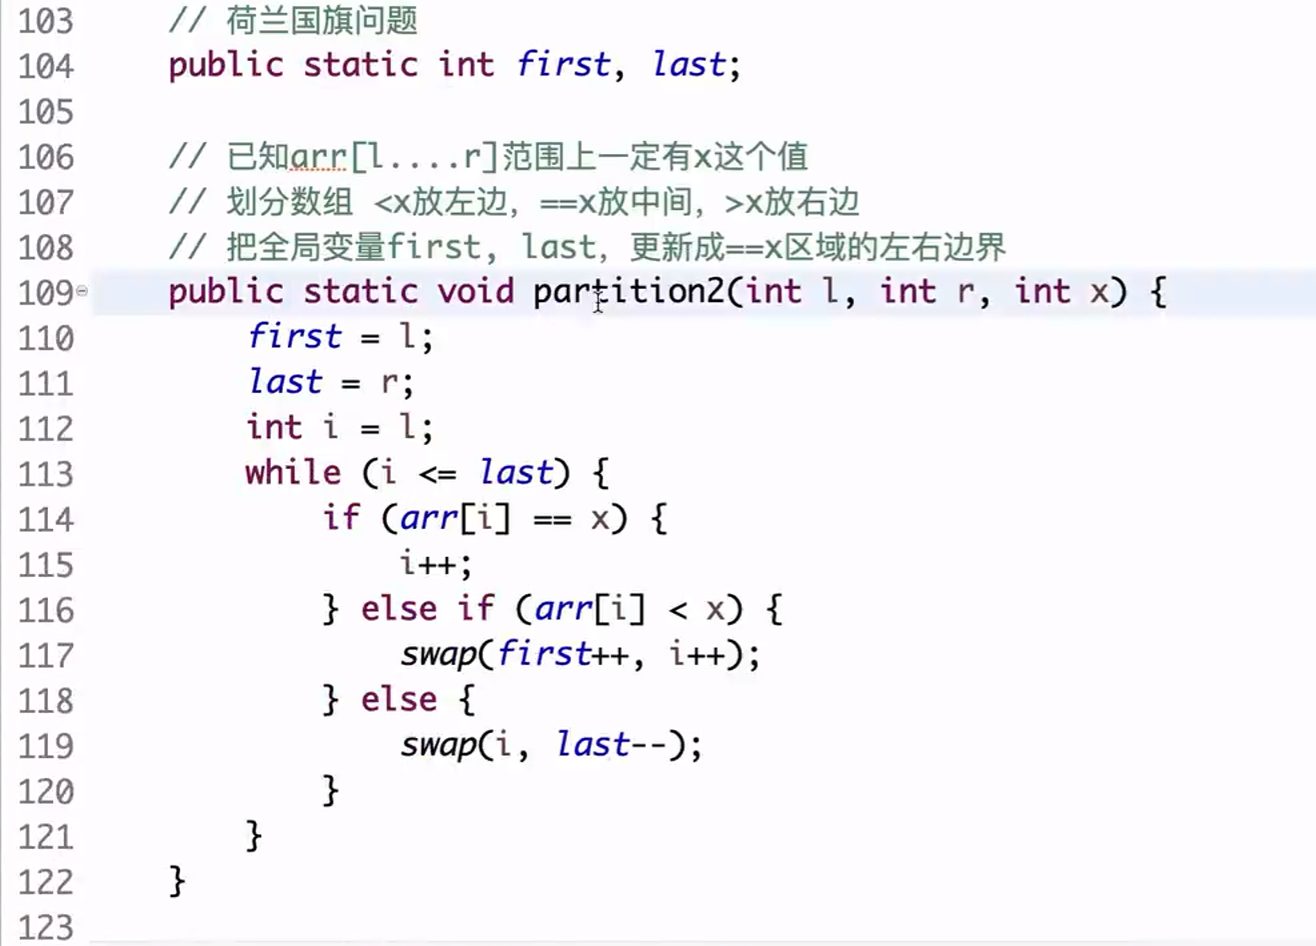 103 // 荷兰国旗问题
104 public static int first, last;
105
106 // 已知arr[l....r]范围上一定有x这个值
107 // 划分数组 <x放左边，==x放中间，>x放右边
108 // 把全局变量first, last，更新成==x区域的左右边界
109 public static void partition2(int l, int r, int x) {
110 first = l;
111 last = r;
112 int i = l;
113 while (i <= last) {
114 if (arr[i] == x) {
115 i++;
116 } else if (arr[i] < x) {
117 swap(first++, i++);
118 } else {
119 swap(i, last--);
120 }
121 }
122 }
123